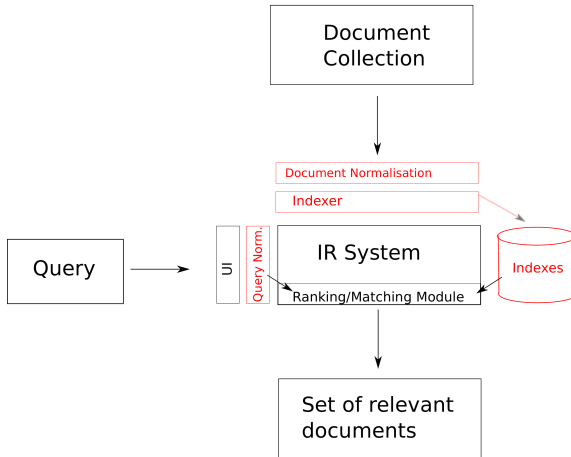 Document
Collection
Document Normalisation
Indexer
Query
UI
Query Norm.
IR System
Ranking/Matching Module
Indexes
Set of relevant
documents